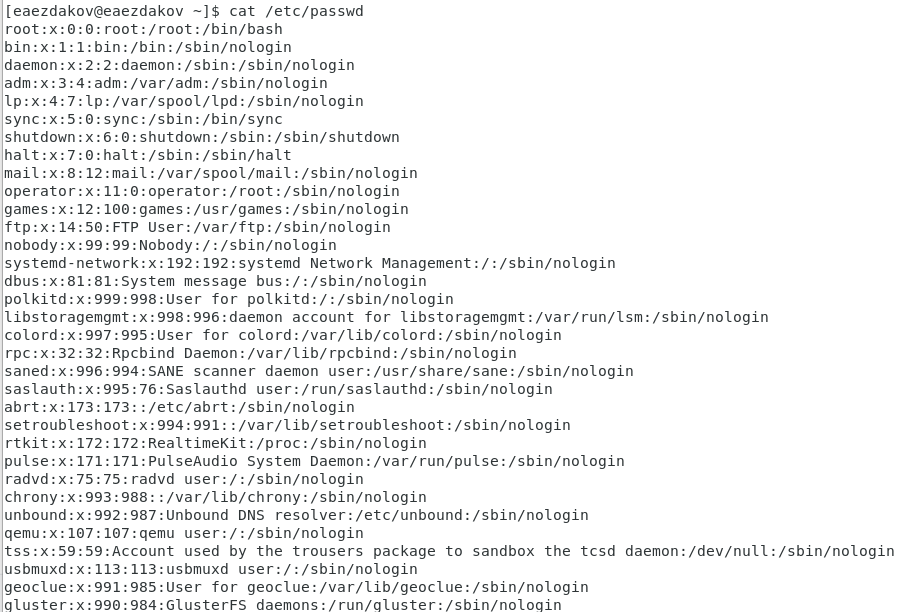 [eaezdakov@eaezdakov ~]$ cat /etc/passwd
root:x:0:0:root:/root:/bin/bash
bin:x:1:1:bin:/bin:/sbin/nologin
daemon:x:2:2:daemon:/sbin:/sbin/nologin
adm:x:3:4:adm:/var/adm:/sbin/nologin
lp:x:4:7:lp:/var/spool/lpd:/sbin/nologin
sync:x:5:0:sync:/sbin:/bin/sync
shutdown:x:6:0:shutdown:/sbin:/sbin/shutdown
halt:x:7:0:halt:/sbin:/sbin/halt
mail:x:8:12:mail:/var/spool/mail:/sbin/nologin
operator:x:11:0:operator:/root:/sbin/nologin
games:x:12:100:games:/usr/games:/sbin/nologin
ftp:x:14:50:FTP User:/var/ftp:/sbin/nologin
nobody:x:99:99:Nobody:/:/sbin/nologin
systemd-network:x:192:192:systemd Network Management:/:/sbin/nologin
dbus:x:81:81:System message bus:/:/sbin/nologin
polkitd:x:999:998:User for polkitd:/:/sbin/nologin
libstoragemgmt:x:998:996:daemon account for libstoragemgmt:/var/run/lsm:/sbin/nologin
colord:x:997:995:User for colord:/var/lib/colord:/sbin/nologin
rpc:x:32:32:Rpcbind Daemon:/var/lib/rpcbind:/sbin/nologin
saned:x:996:994:SANE scanner daemon user:/usr/share/sane:/sbin/nologin
saslauth:x:995:76:Saslauthd user:/run/saslauthd:/sbin/nologin
abrt:x:173:173::/etc/abrt:/sbin/nologin
setroubleshoot:x:994:991::/var/lib/setroubleshoot:/sbin/nologin
rtkit:x:172:172:RealtimeKit:/proc:/sbin/nologin
pulse:x:171:171:PulseAudio System Daemon:/var/run/pulse:/sbin/nologin
radvd:x:75:75:radvd user:/:/sbin/nologin
chrony:x:993:988::/var/lib/chrony:/sbin/nologin
unbound:x:992:987:Unbound DNS resolver:/etc/unbound:/sbin/nologin
qemu:x:107:107:qemu user:/:/sbin/nologin
tss:x:59:59:Account used by the trousers package to sandbox the tcsd daemon:/dev/null:/sbin/nologin
usbmuxd:x:113:113:usbmuxd user:/:/sbin/nologin
geoclue:x:991:985:User for geoclue:/var/lib/geoclue:/sbin/nologin
gluster:x:990:984:GlusterFS daemons:/run/gluster:/sbin/nologin